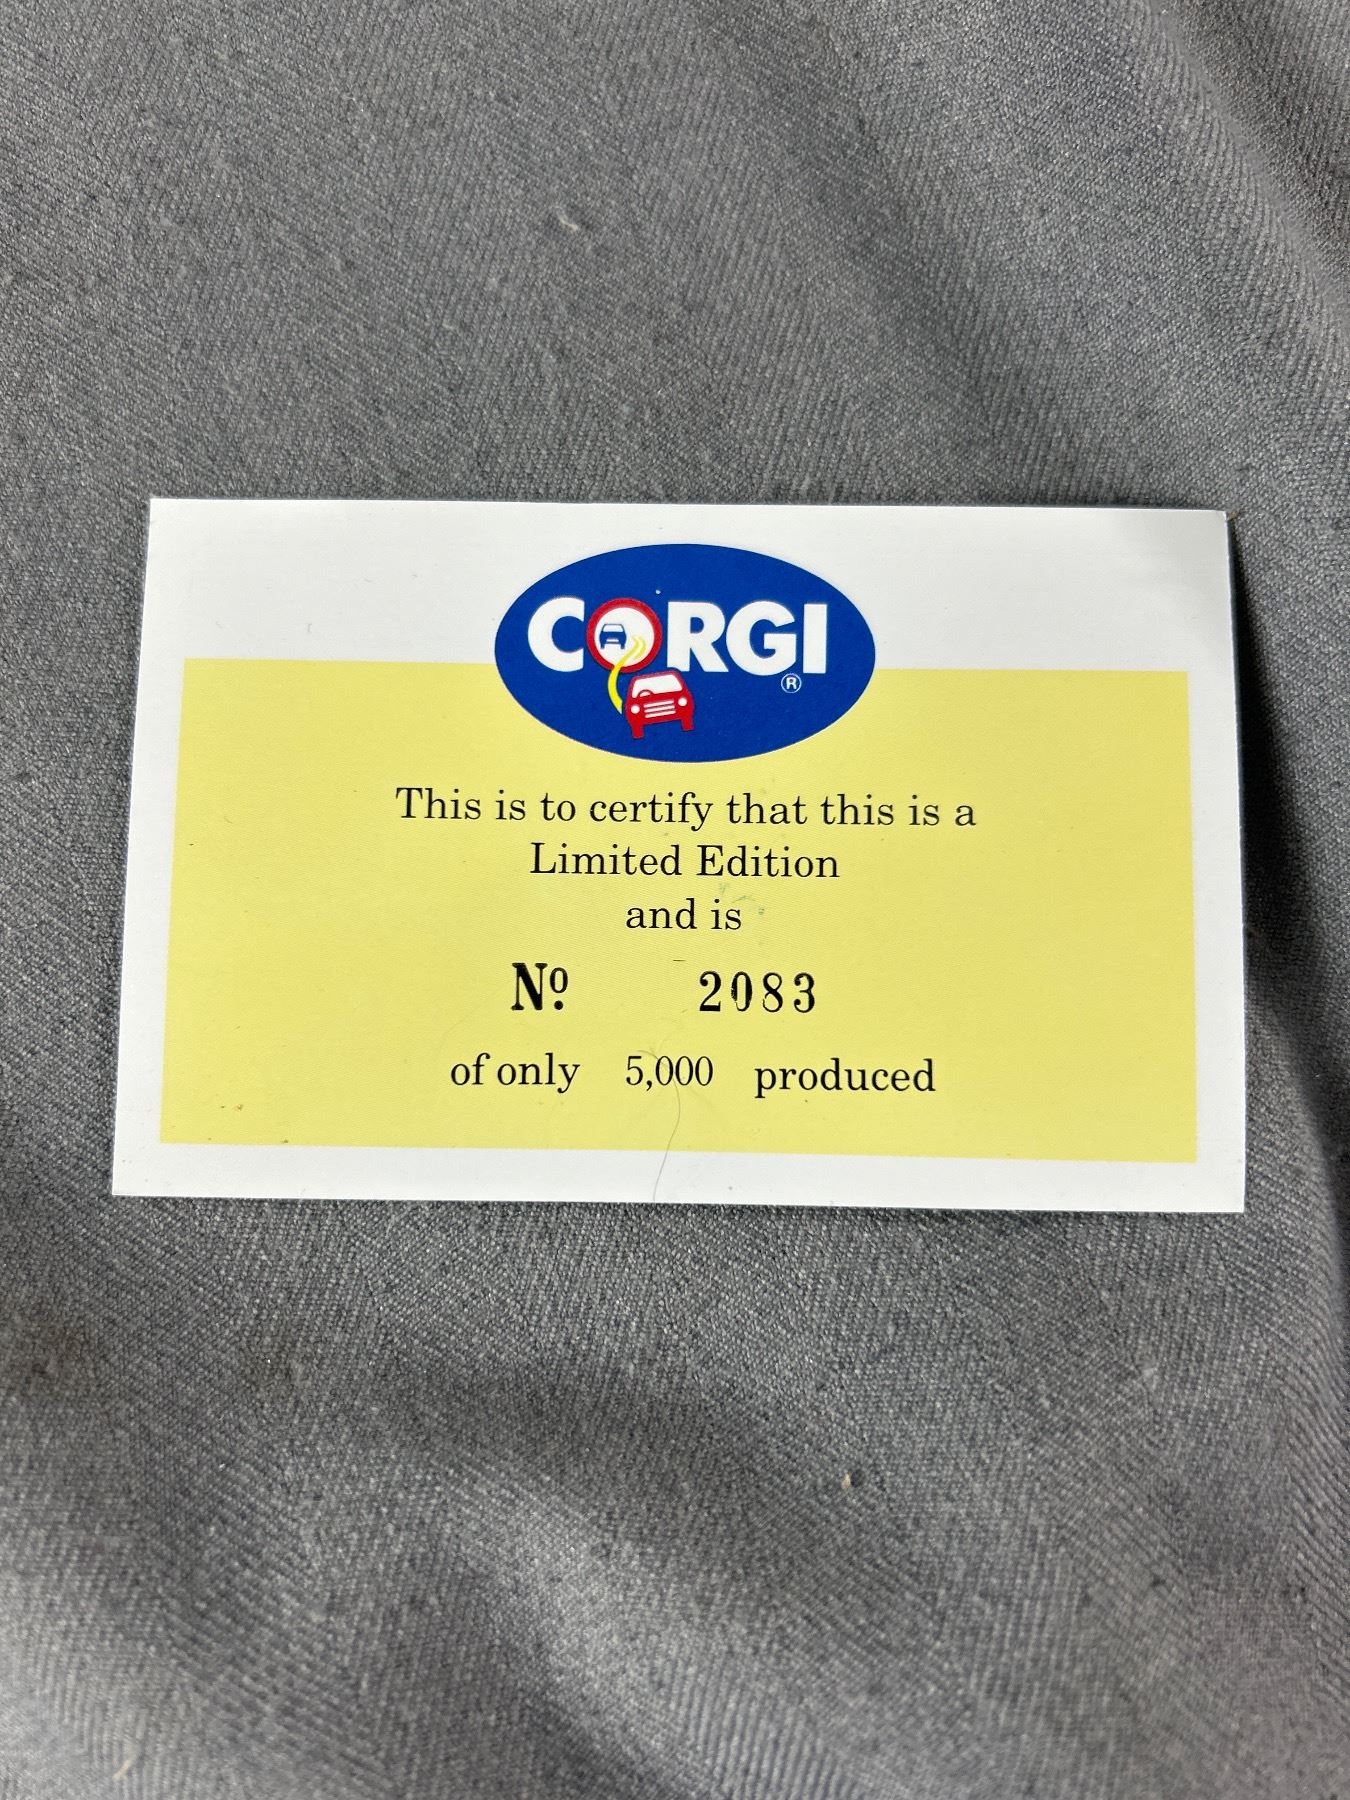 CORGI
®
This is to certify that this is a
Limited Edition
and is
Nº 2083
of only 5,000 produced